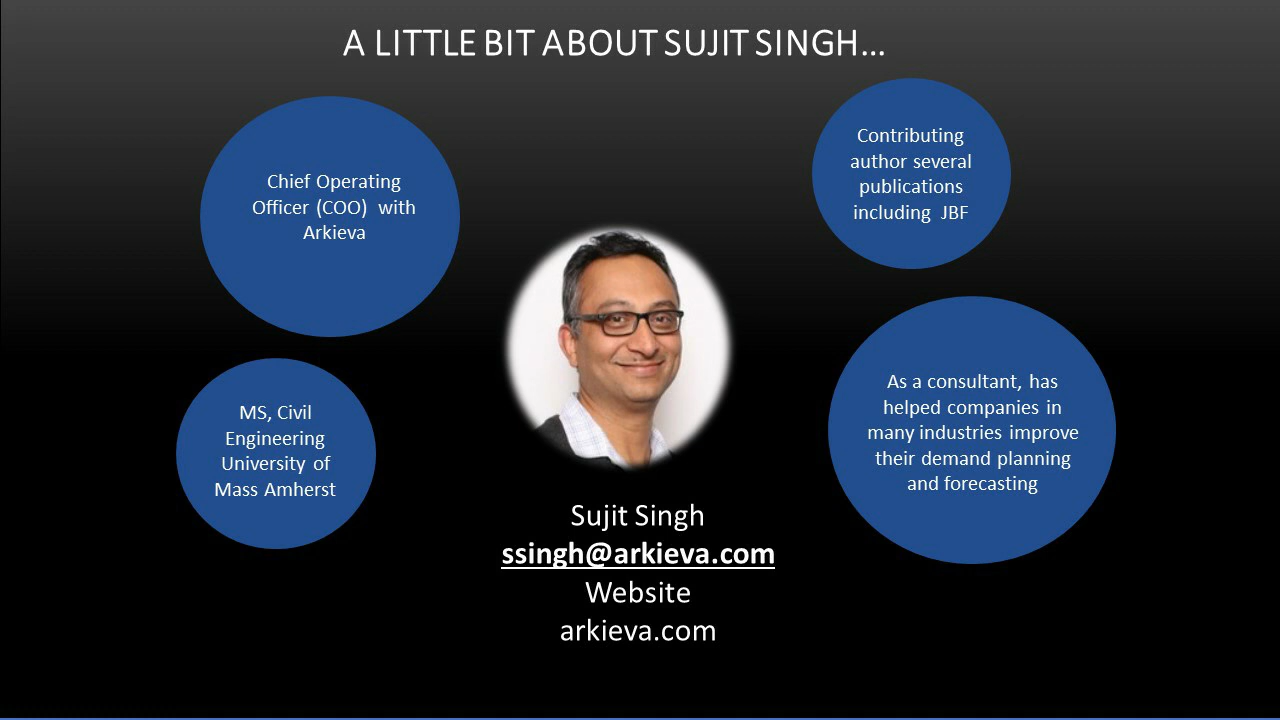 A LITTLE BIT ABOUT SUJIT SINGH...
Chief Operating
Officer (COO) with
Arkieva
Contributing
author several
publications
including JBF
MS, Civil
Engineering
University of
Mass Amherst
As a consultant, has
helped companies in
many industries improve
their demand planning
and forecasting
Sujit Singh
ssingh@arkieva.com
Website
arkieva.com